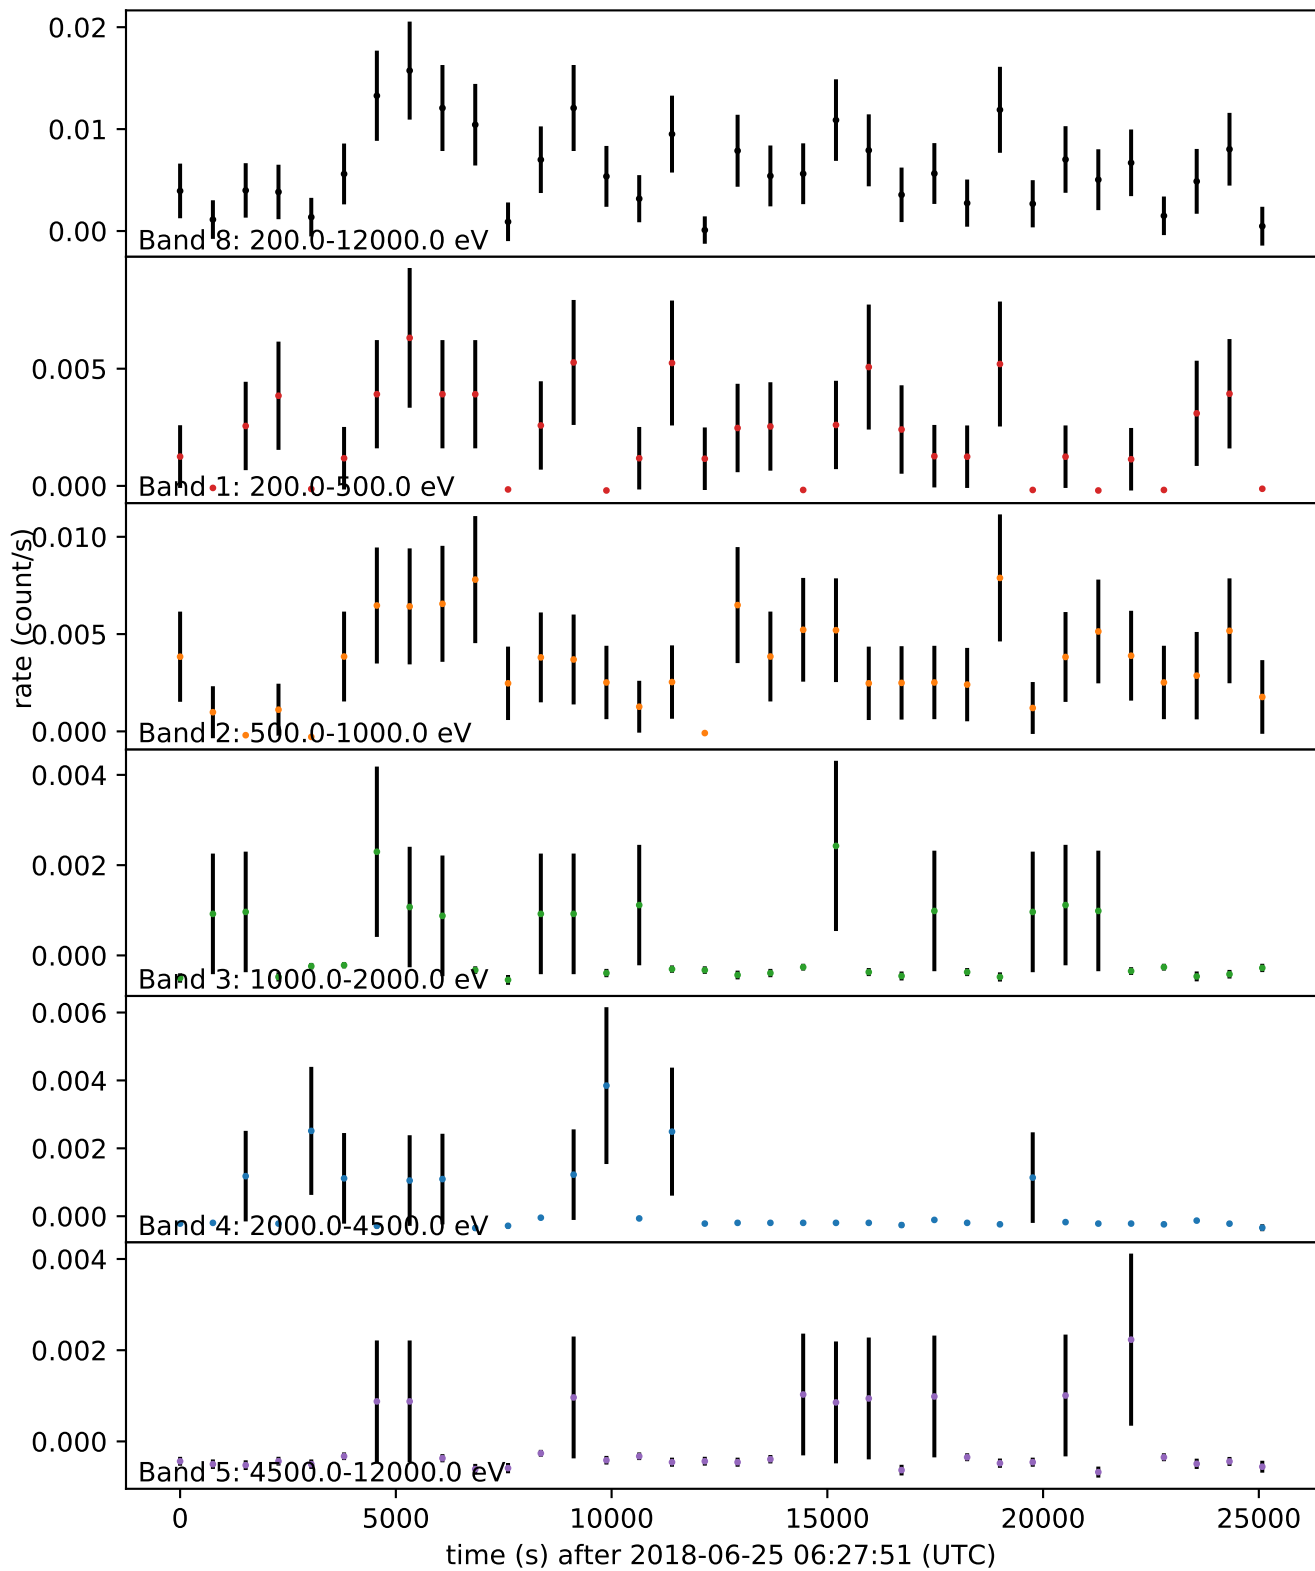 0.02
0.01
0.00
Band 8: 200.0-12000.0 eV
0.005
0.000
Band 1: 200.0-500.0 eV
rate (count/s)
0.010
0.005
0.000
Band 2: 500.0-1000.0 eV
0.004
0.002
0.000
Band 3: 1000.0-2000.0 eV
0.006
0.004
0.002
0.000
Band 4: 2000.0-4500.0 eV
0.004
0.002
0.000
Band 5: 4500.0-12000.0 eV
0 5000 10000 15000 20000 25000
time (s) after 2018-06-25 06:27:51 (UTC)